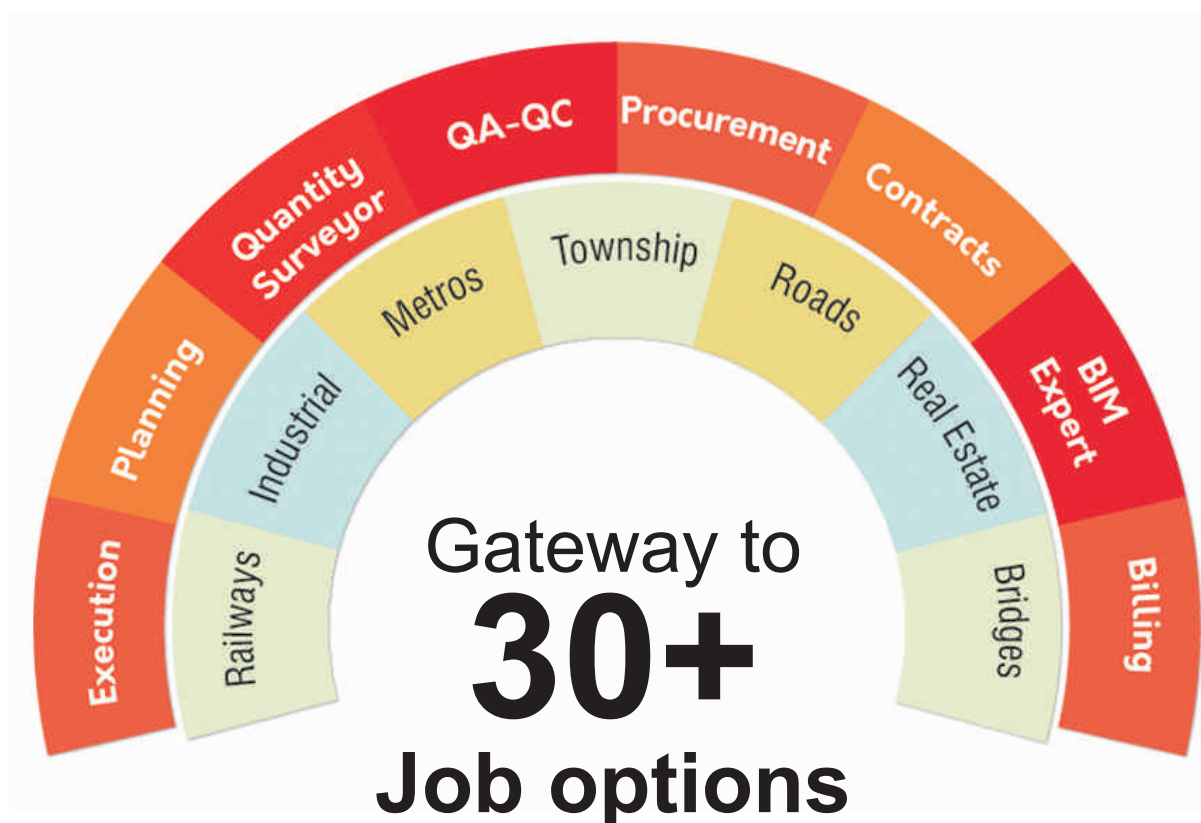 Execution
Planning
Quantity
Surveyor
QA-QC
Procurement
Contracts
BIM
Expert
Billing
Railways
Industrial
Metros
Township
Roads
Real Estate
Bridges
Gateway to
30+
Job options